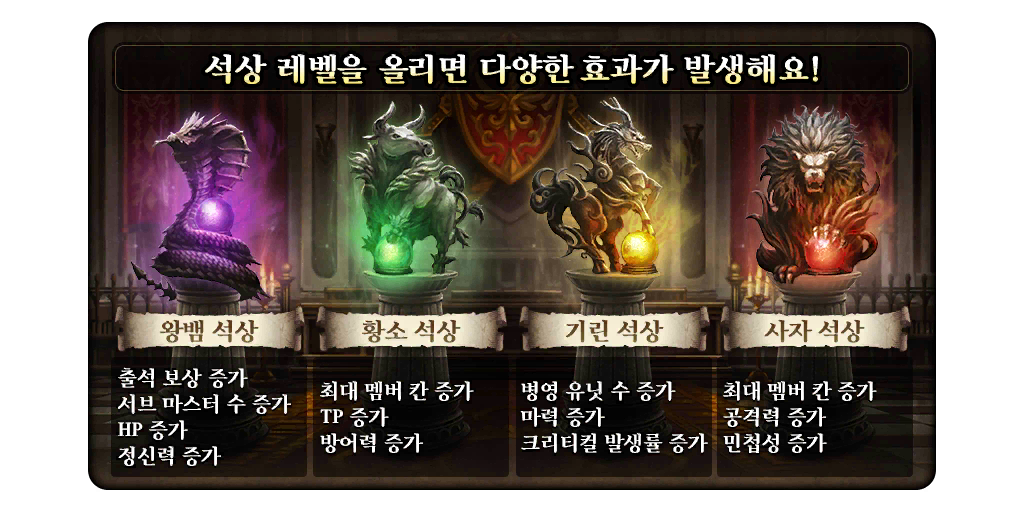 석상 레벨을 올리면 다양한 효과가 발생해요!
왕뱀 석상
출석 보상 증가
서브 마스터 수 증가
HP 증가
정신력 증가
황소 석상
최대 멤버 칸 증가
TP 증가
방어력 증가
기린 석상
병영 유닛 수 증가
마력 증가
크리티컬 발생률 증가
사자 석상
최대 멤버 칸 증가
공격력 증가
민첩성 증가